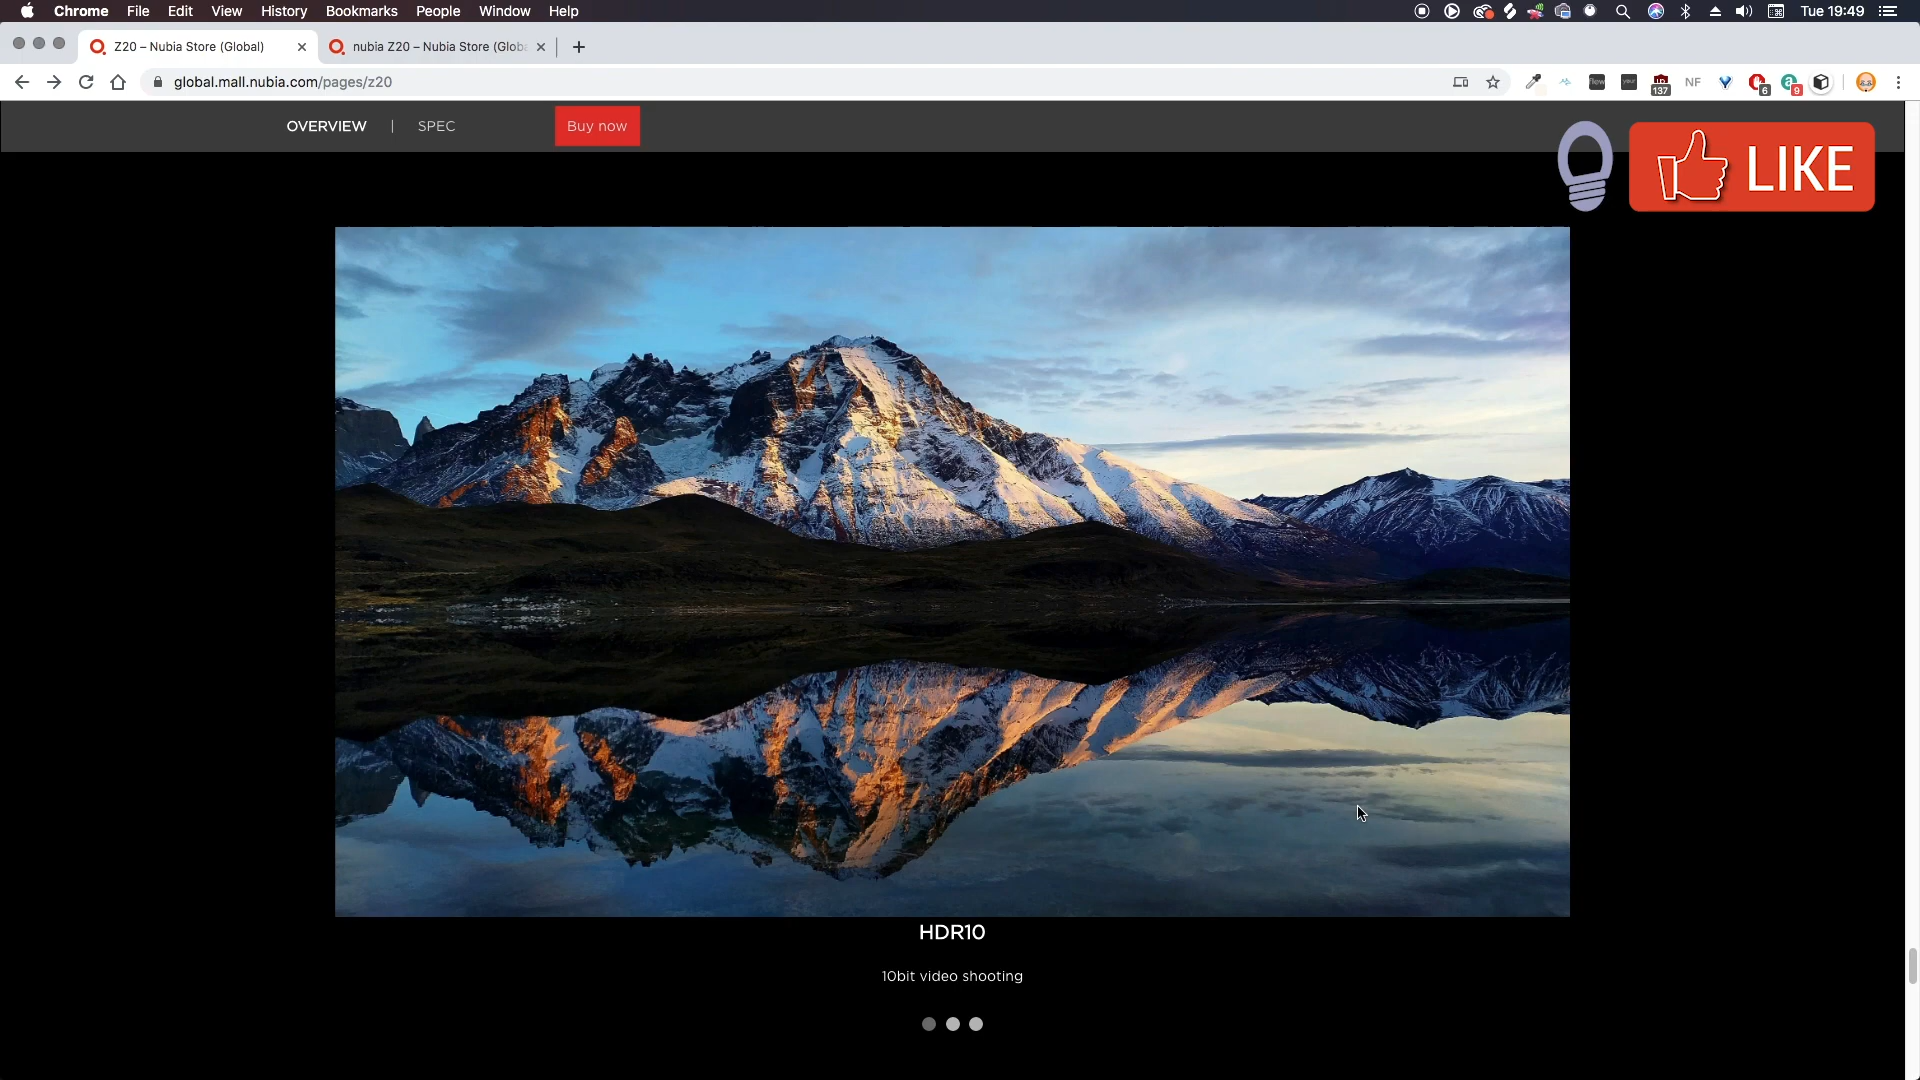 Chrome File Edit View History Bookmarks People Window Help Tue 19:49
Z20 – Nubia Store (Global) nubia Z20 – Nubia Store (Glob
global.mall.nubia.com/pages/z20 137 NF 6 9
OVERVIEW | SPEC Buy now
LIKE
HDR10
10bit video shooting